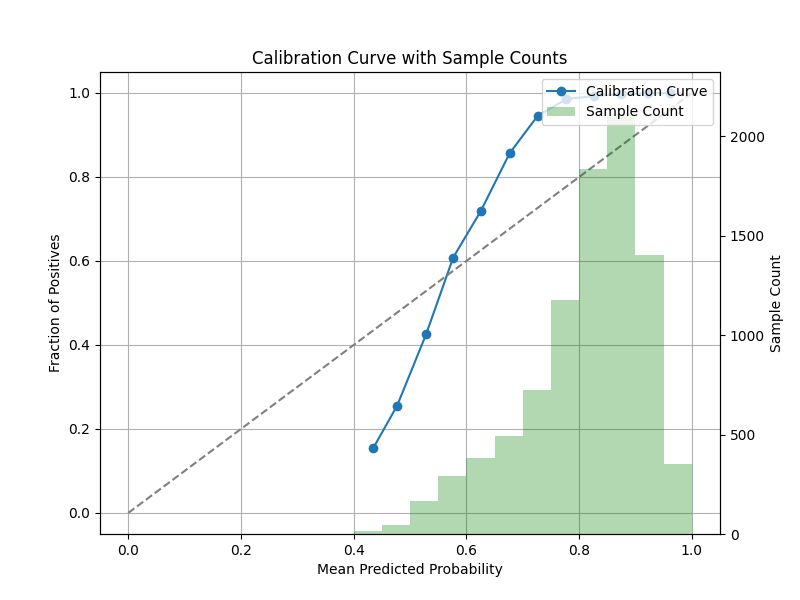 Calibration Curve with Sample Counts
Calibration Curve
Sample Count
Fraction of Positives
1.0
0.8
0.6
0.4
0.2
0.0
2000
1500
1000
500
0
Sample Count
0.0 0.2 0.4 0.6 0.8 1.0
Mean Predicted Probability